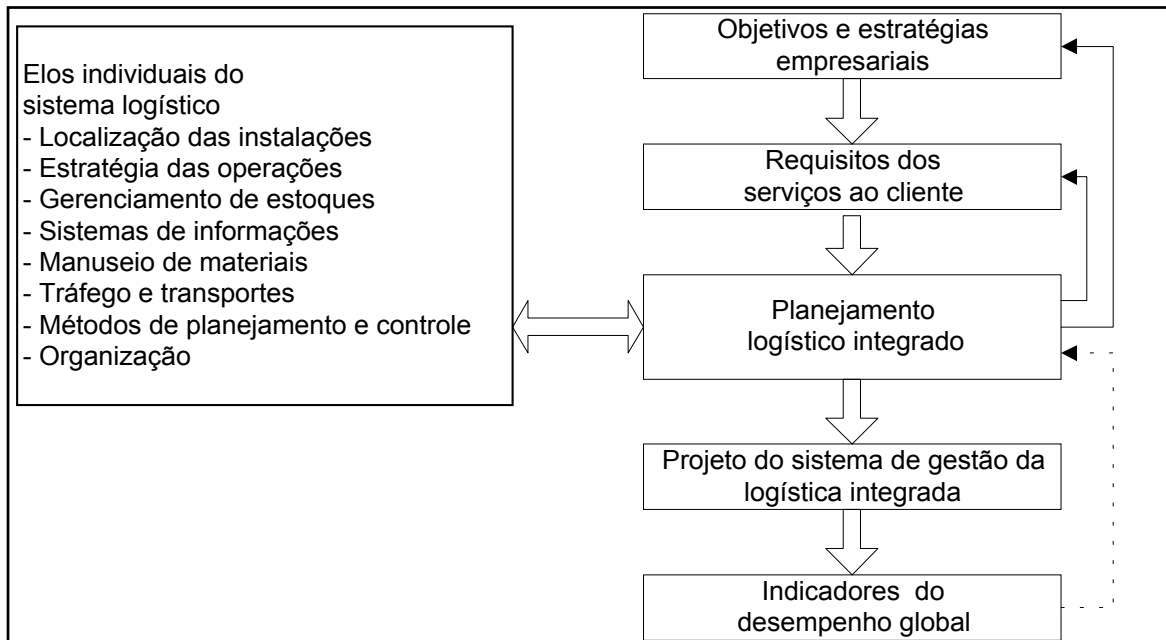 Elos individuais do
sistema logístico
- Localização das instalações
- Estratégia das operações
- Gerenciamento de estoques
- Sistemas de informações
- Manuseio de materiais
- Tráfego e transportes
- Métodos de planejamento e controle
- Organização
Objetivos e estratégias
empresariais
Requisitos dos
serviços ao cliente
Planejamento
logístico integrado
Projeto do sistema de gestão da
logística integrada
Indicadores do
desempenho global